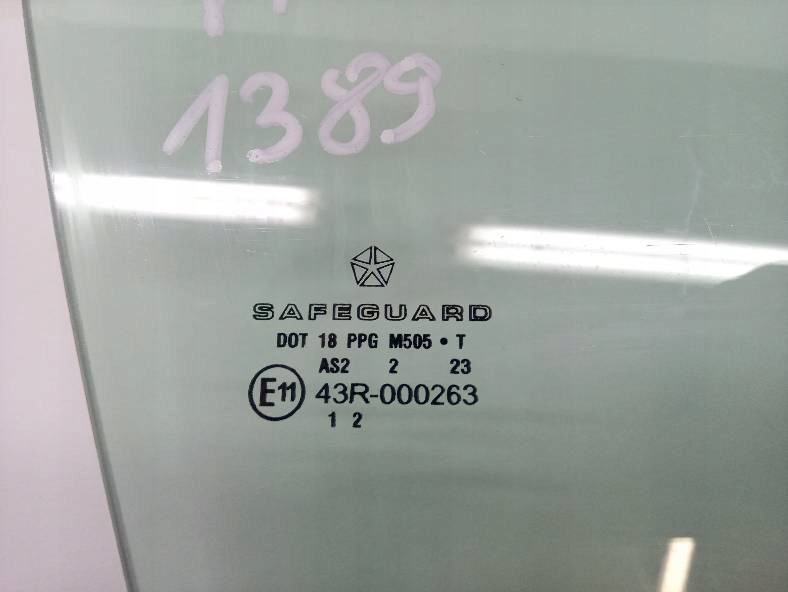 1389
SAFEGUARD
DOT 18 PPG M505 • T
AS2 2 23
E11 43R-000263
1 2